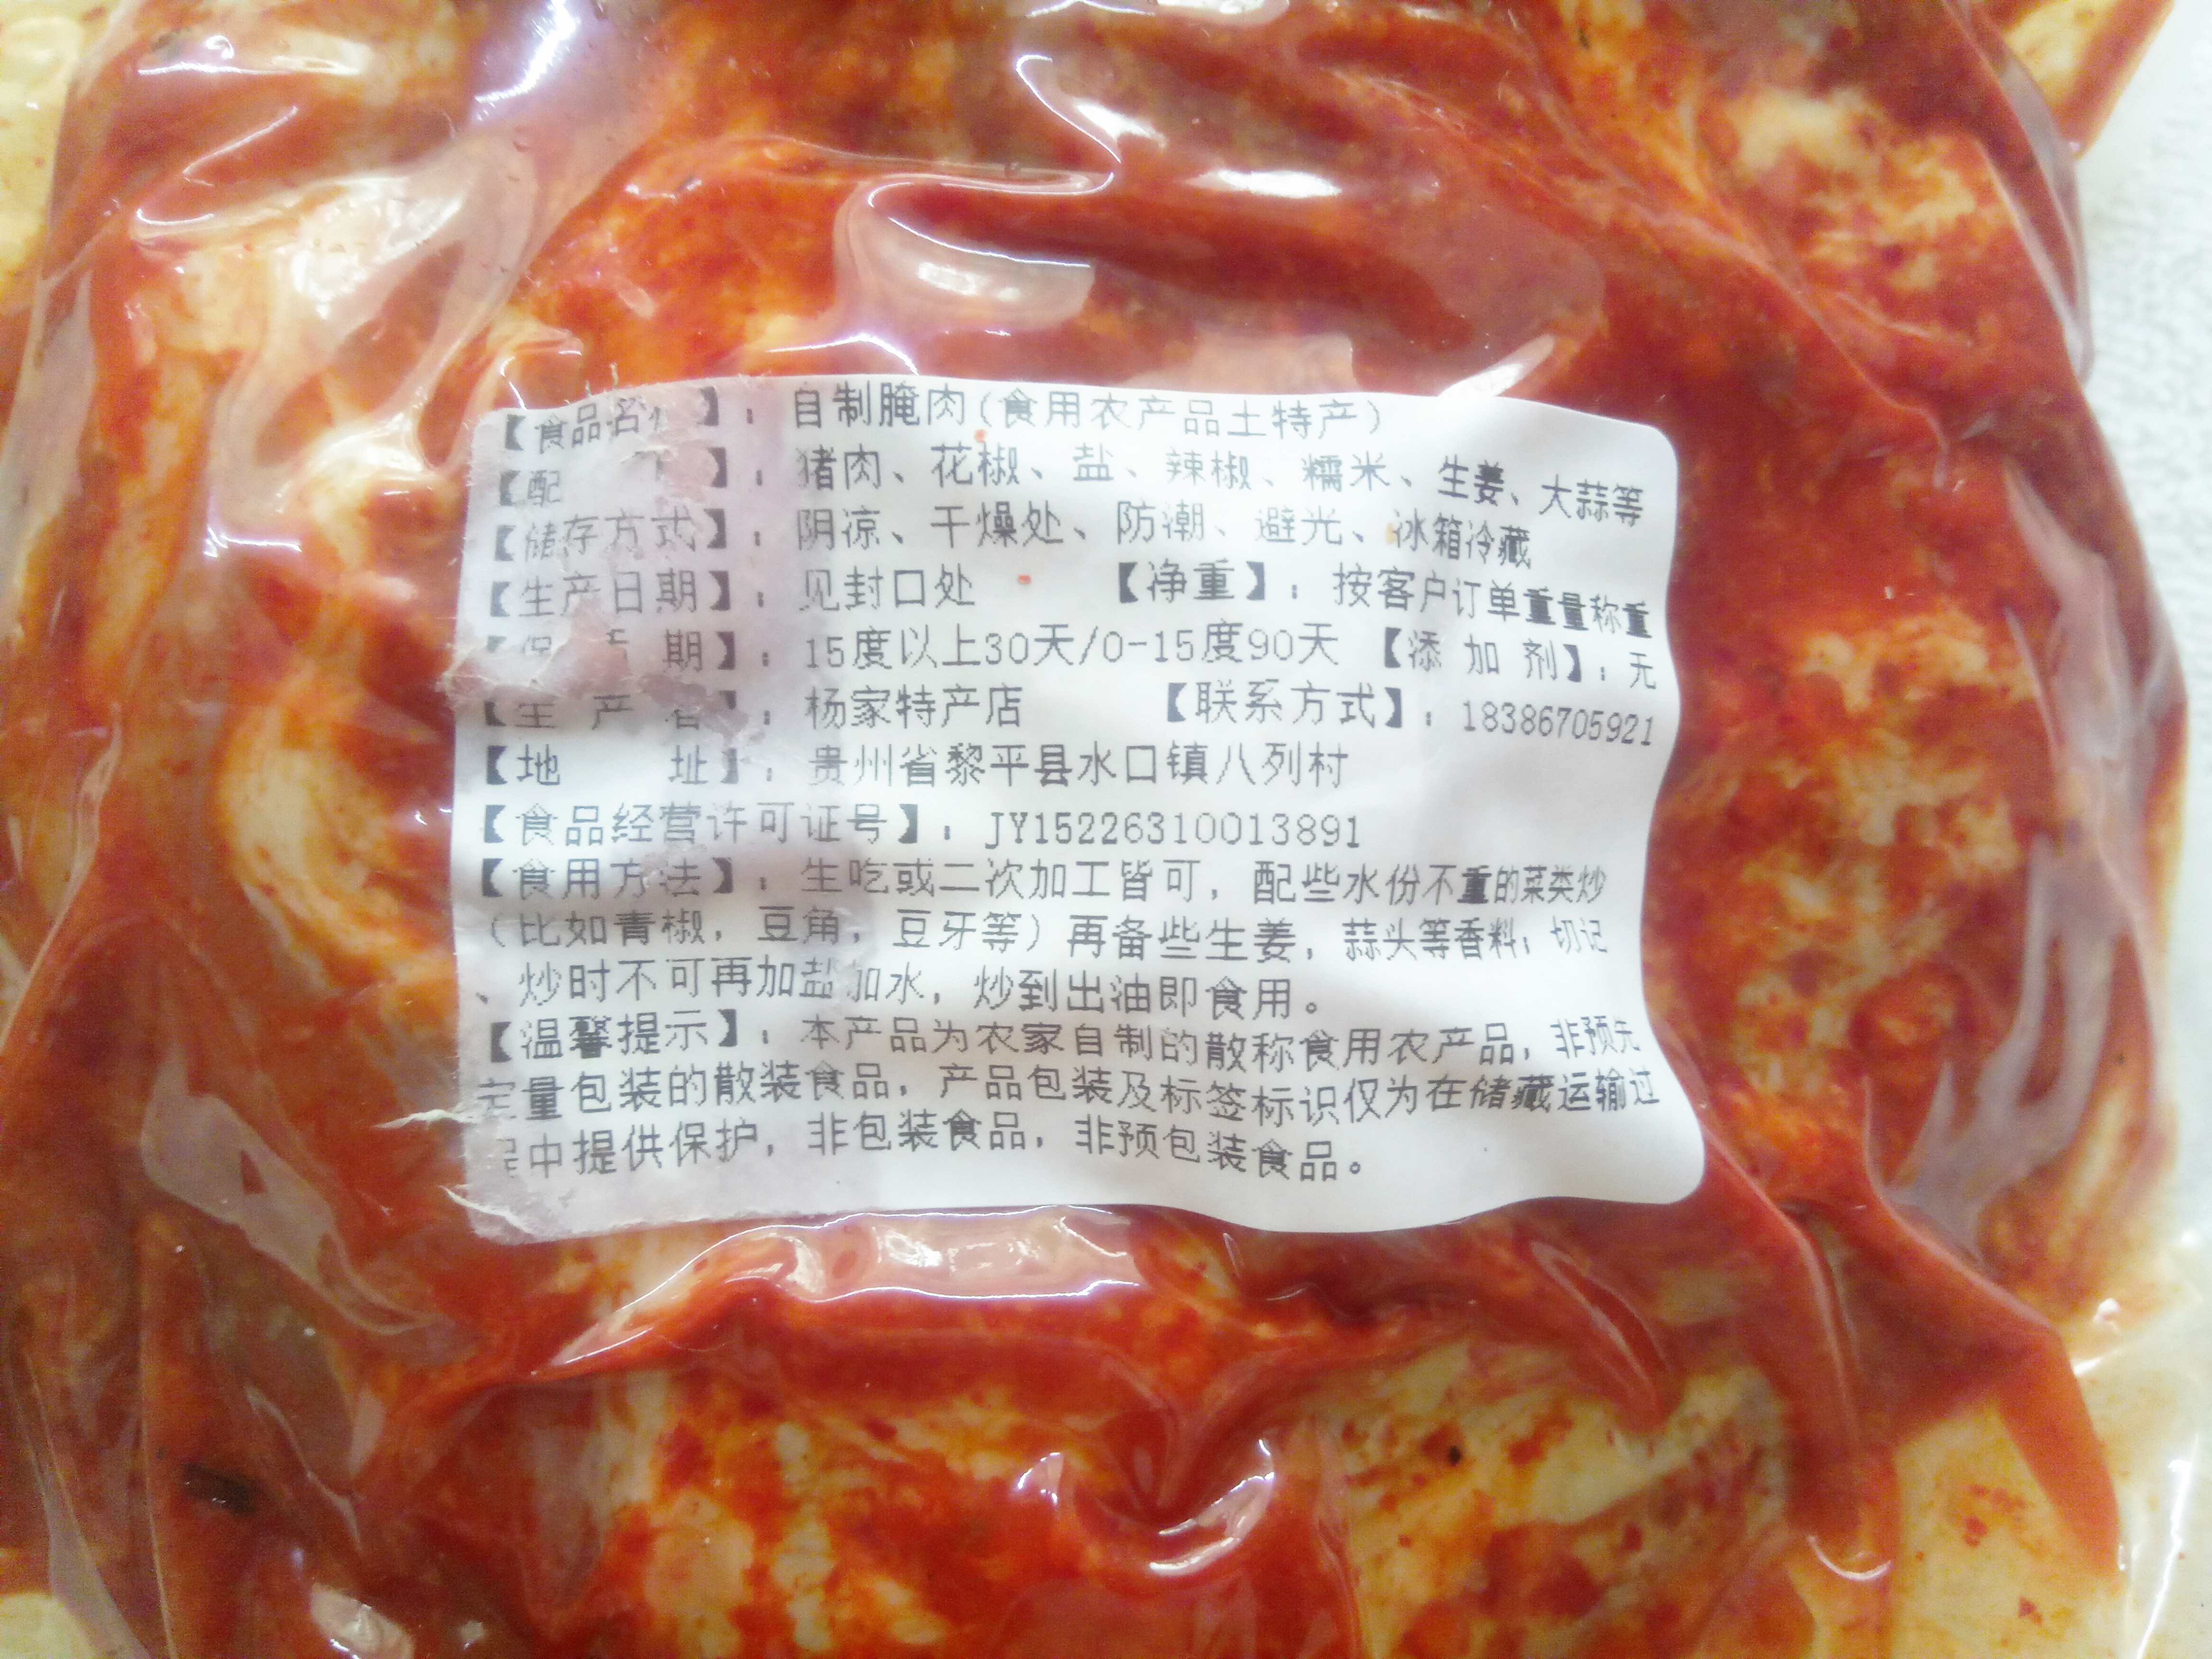 【食品名 】：自制腌肉(食用农产品土特产)
【配 】：猪肉、花椒、盐、辣椒、糯米、生姜、大蒜等
【储存方式】：阴凉、干燥处、防潮、避光、冰箱冷藏
【生产日期】：见封口处 【净重】：按客户订单重量称重
【保 期】：15度以上30天/0-15度90天 【添加剂】：无
【生产者】：杨家特产店 【联系方式】：18386705921
【地 址】：贵州省黎平县水口镇八列村
【食品经营许可证号】：JY15226310013891
【食用方法】：生吃或二次加工皆可，配些水份不重的菜类炒
（比如青椒，豆角，豆牙等）再备些生姜，蒜头等香料；切记
、炒时不可再加盐加水，炒到出油即食用。
【温馨提示】：本产品为农家自制的散称食用农产品，非预先
定量包装的散装食品，产品包装及标签标识仅为在储藏运输过
程中提供保护，非包装食品，非预包装食品。